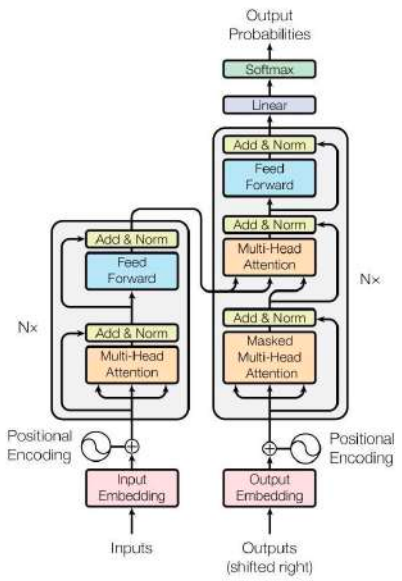 Output
Probabilities
Softmax
Linear
Add & Norm
Feed
Forward
Add & Norm
Multi-Head
Attention
Add & Norm
Masked
Multi-Head
Attention
N×
Add & Norm
Feed
Forward
Add & Norm
Multi-Head
Attention
N×
Positional
Encoding
Positional
Encoding
Input
Embedding
Output
Embedding
Inputs
Outputs
(shifted right)